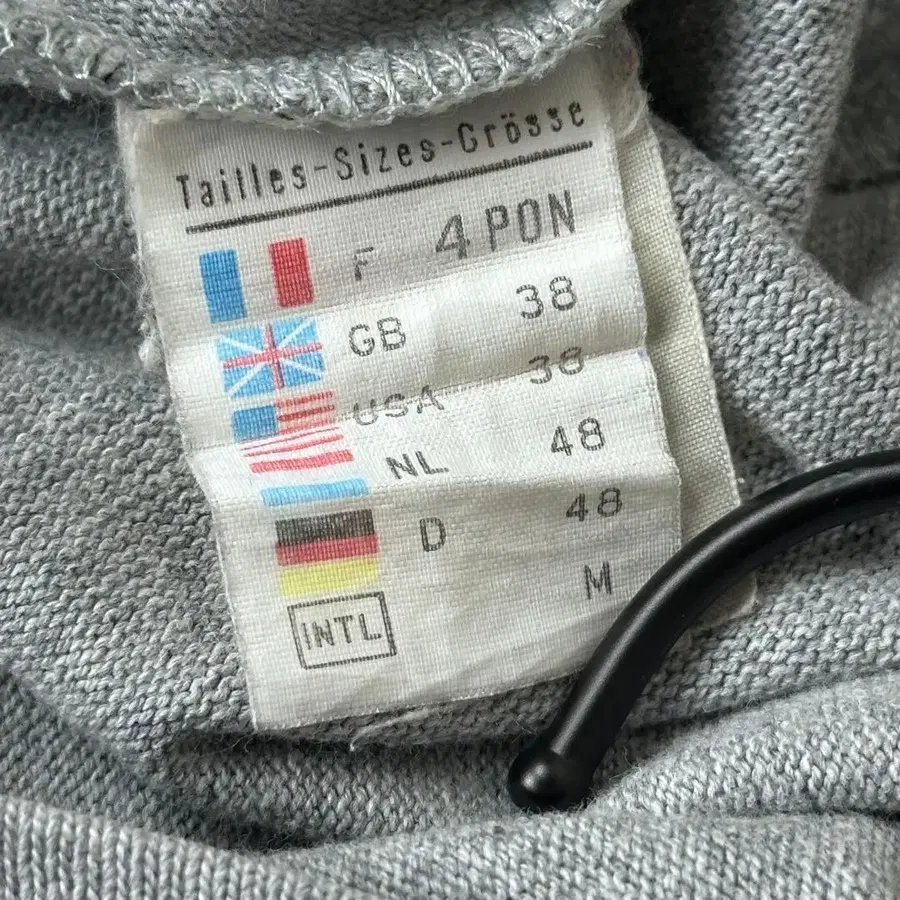 Tailles-Sizes-Grösse
F 4 PON
GB 38
USA 38
NL 48
D 48
INTL M